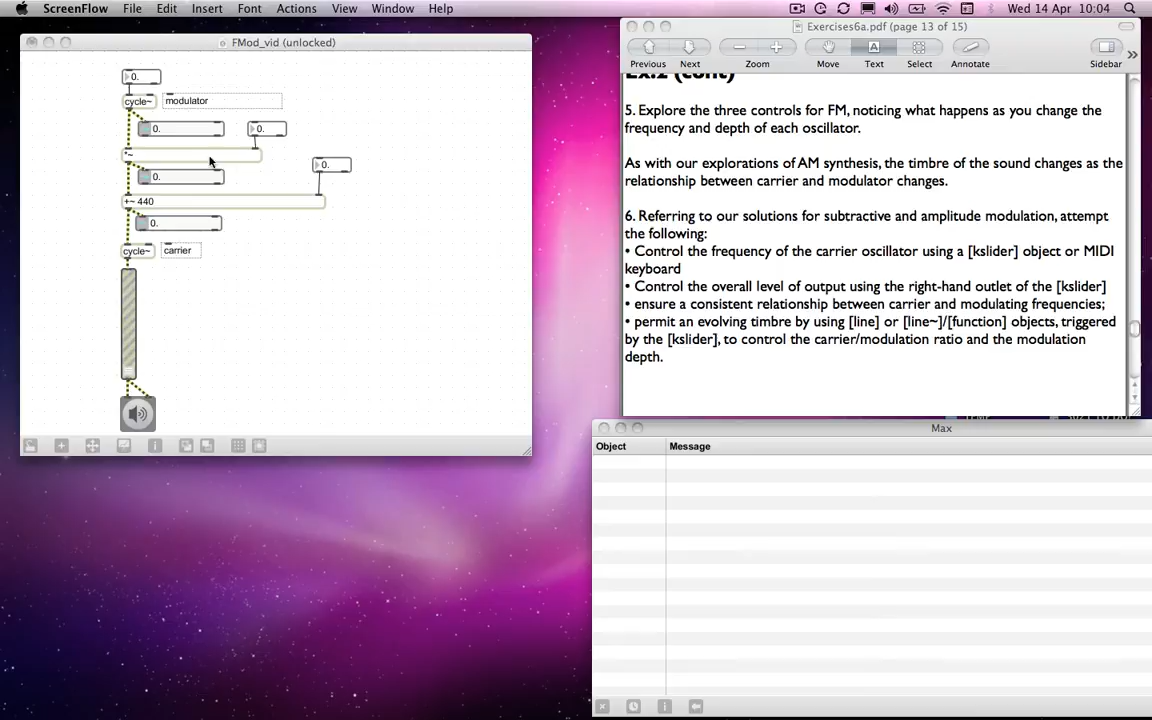 ScreenFlow File Edit Insert Font Actions View Window Help Wed 14 Apr 10:04
FMod_vid (unlocked)
0.
cycle~ modulator
0. 0.
*~
0. 0.
+~ 440
0.
cycle~ carrier
Exercises6a.pdf (page 13 of 15)
Previous Next Zoom Move Text Select Annotate Sidebar
Ex.2 (cont)
5. Explore the three controls for FM, noticing what happens as you change the
frequency and depth of each oscillator.
As with our explorations of AM synthesis, the timbre of the sound changes as the
relationship between carrier and modulator changes.
6. Referring to our solutions for subtractive and amplitude modulation, attempt
the following:
• Control the frequency of the carrier oscillator using a [kslider] object or MIDI
keyboard
• Control the overall level of output using the right-hand outlet of the [kslider]
• ensure a consistent relationship between carrier and modulating frequencies;
• permit an evolving timbre by using [line] or [line~]/[function] objects, triggered
by the [kslider], to control the carrier/modulation ratio and the modulation
depth.
Max
Object Message